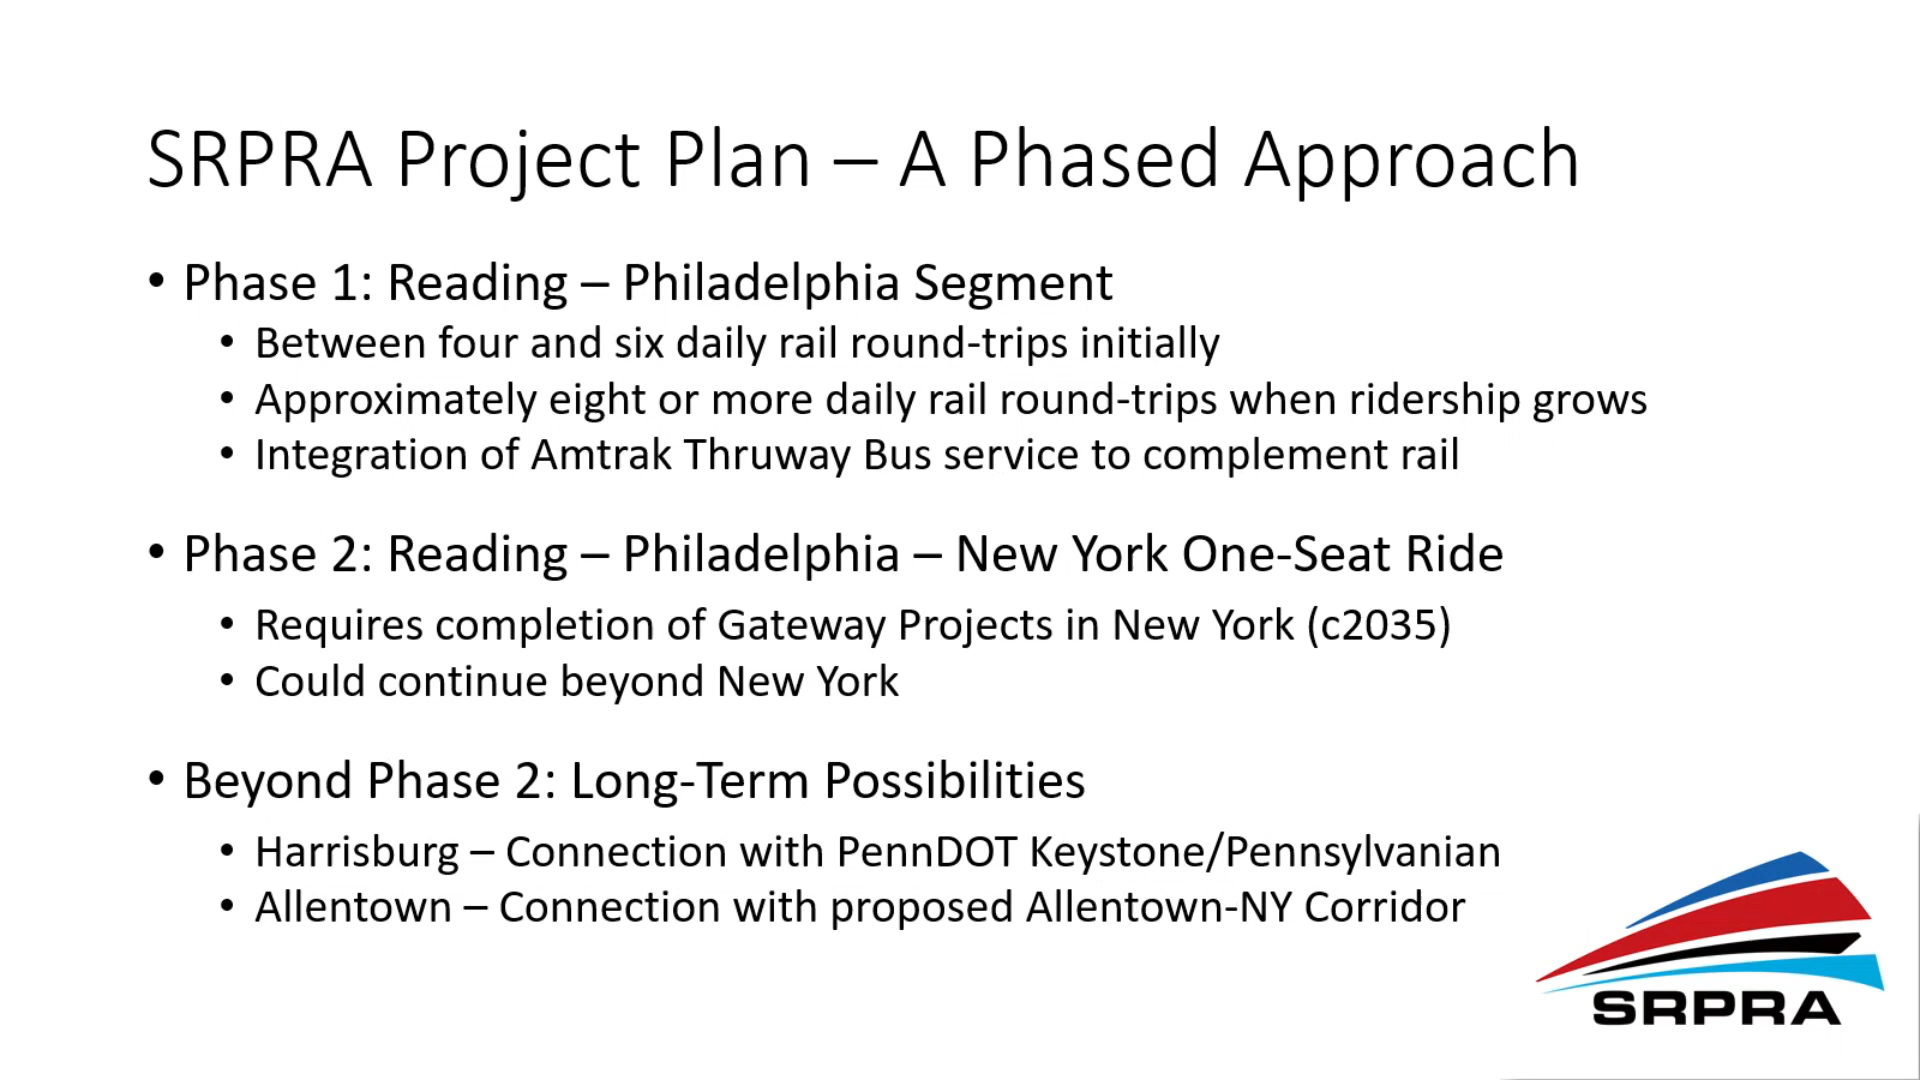 SRPRA Project Plan – A Phased Approach
• Phase 1: Reading – Philadelphia Segment
• Between four and six daily rail round-trips initially
• Approximately eight or more daily rail round-trips when ridership grows
• Integration of Amtrak Thruway Bus service to complement rail
• Phase 2: Reading – Philadelphia – New York One-Seat Ride
• Requires completion of Gateway Projects in New York (c2035)
• Could continue beyond New York
• Beyond Phase 2: Long-Term Possibilities
• Harrisburg – Connection with PennDOT Keystone/Pennsylvanian
• Allentown – Connection with proposed Allentown-NY Corridor
SRPRA